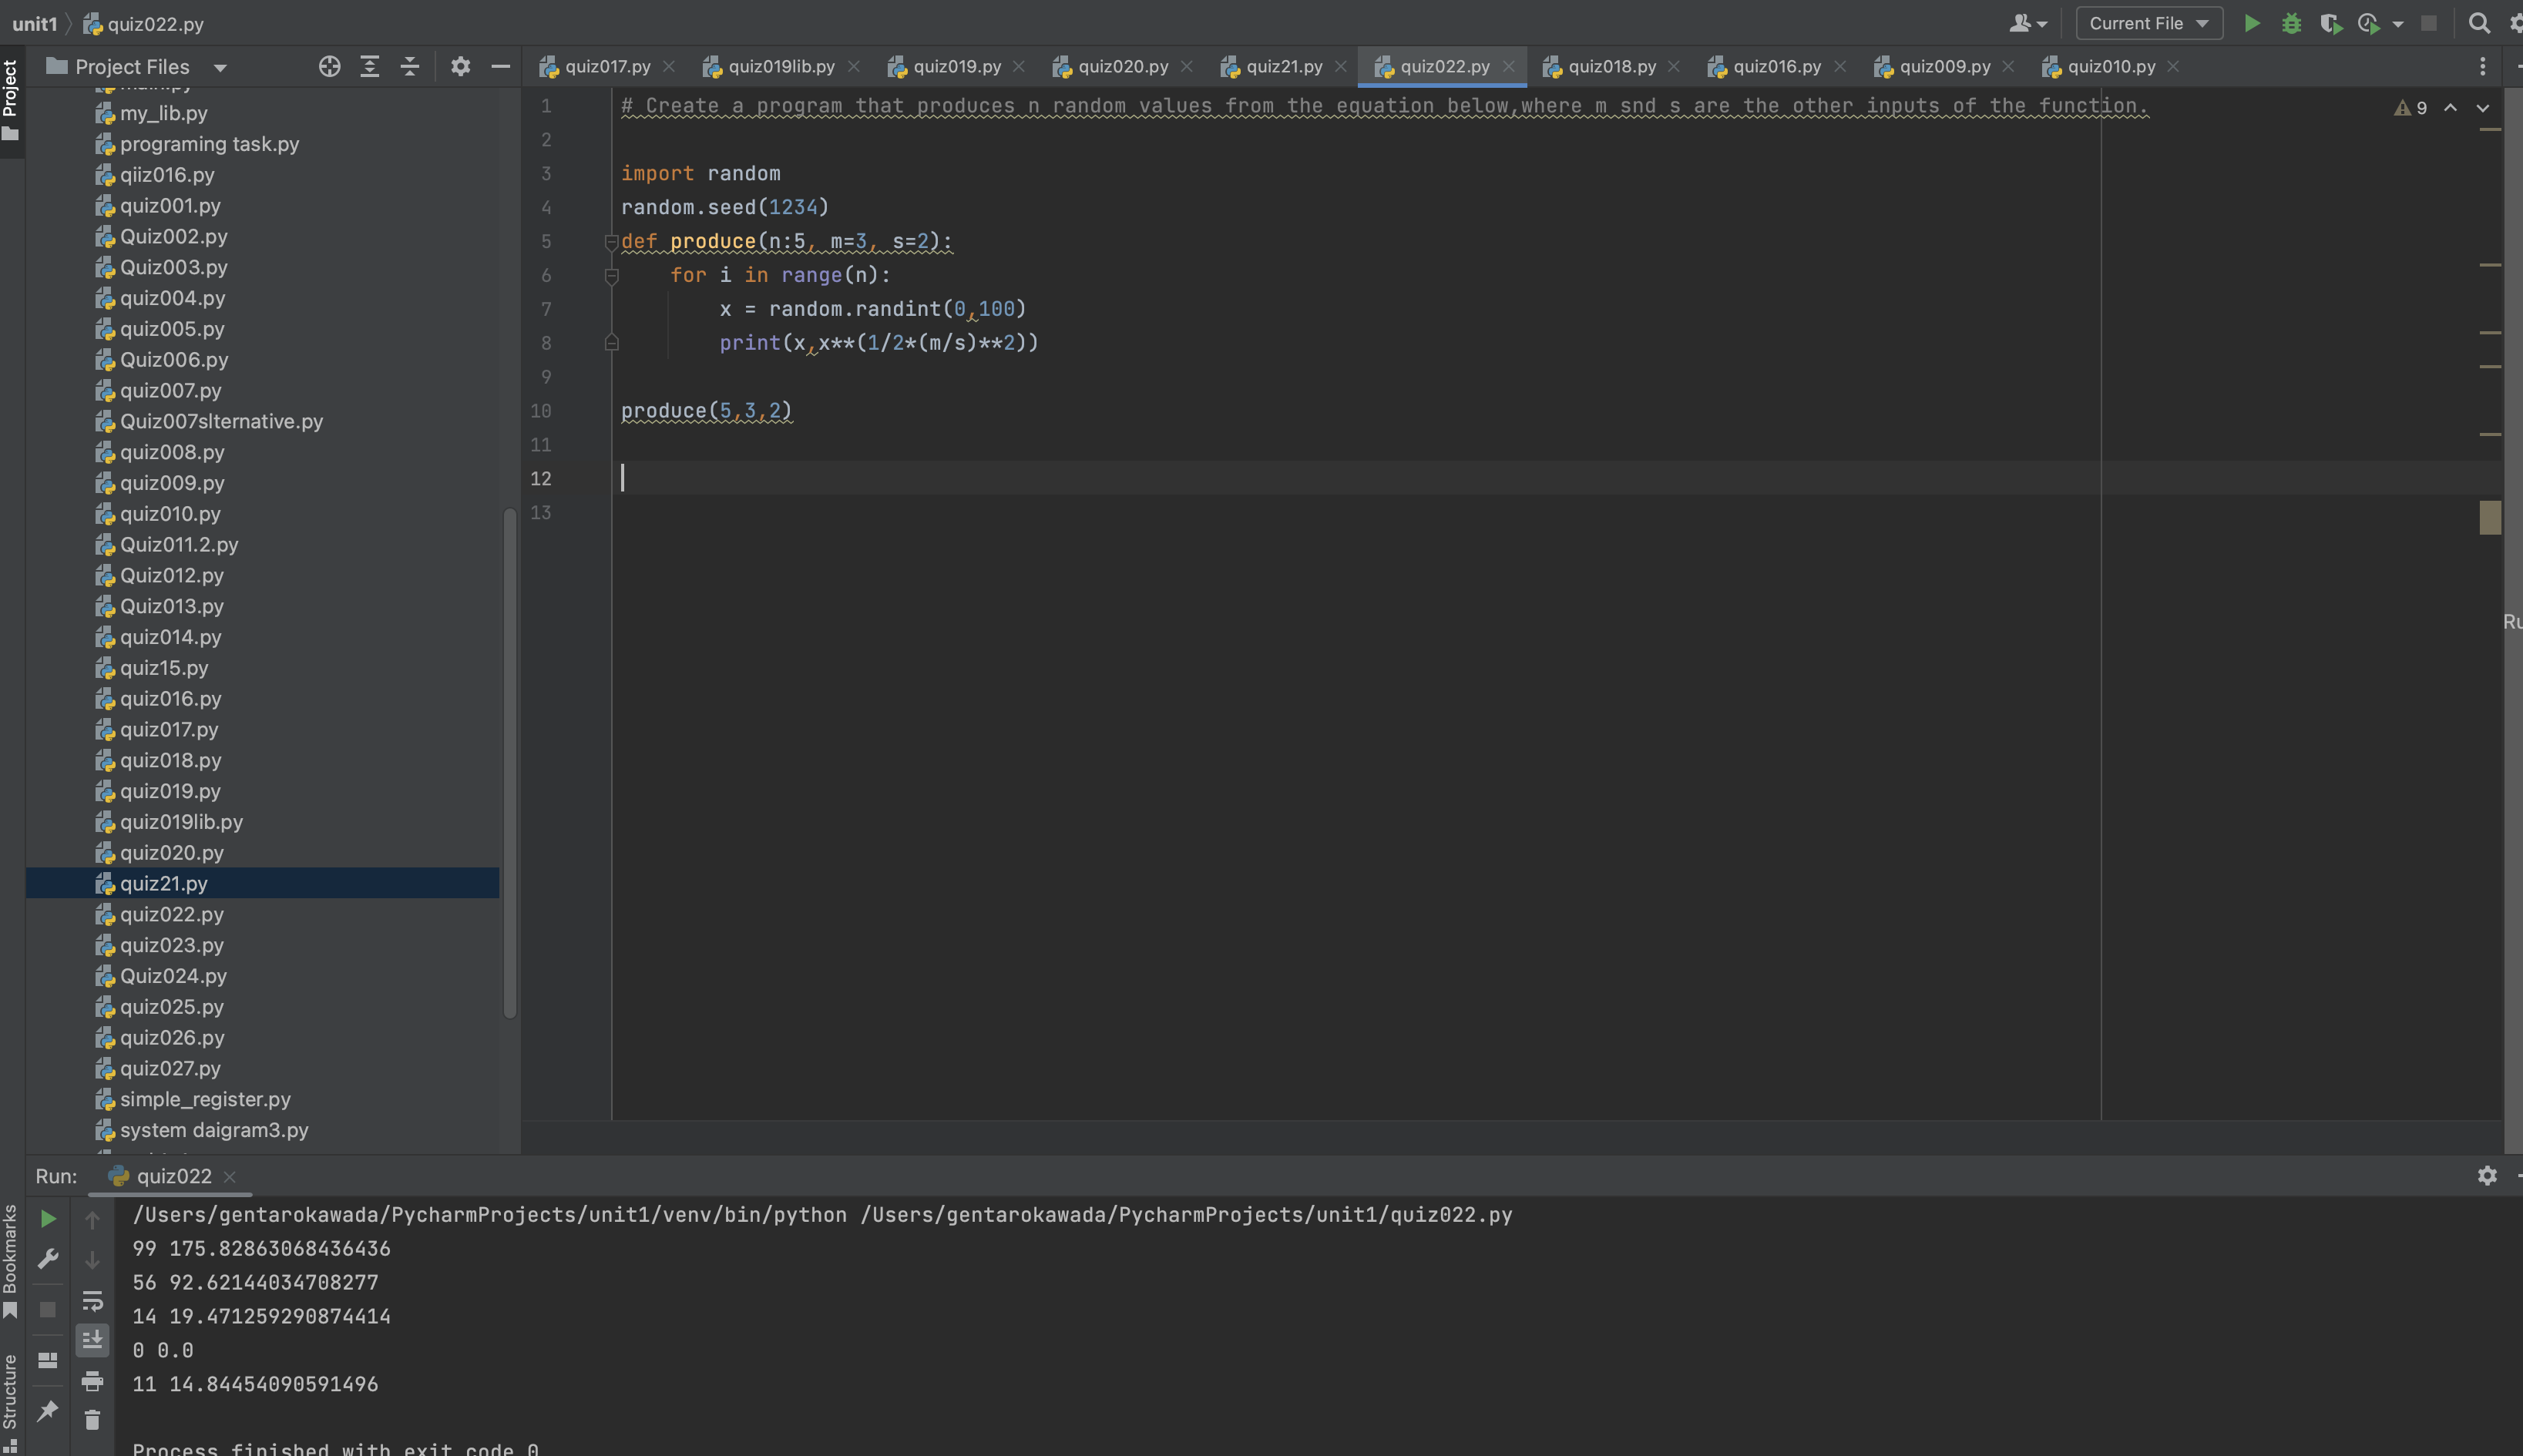 unit1 quiz022.py
Current File
Project
Project Files
quiz017.py quiz019lib.py quiz019.py quiz020.py quiz21.py quiz022.py quiz018.py quiz016.py quiz009.py quiz010.py
main.py
my_lib.py
programing task.py
qiiz016.py
quiz001.py
Quiz002.py
Quiz003.py
quiz004.py
quiz005.py
Quiz006.py
quiz007.py
Quiz007slternative.py
quiz008.py
quiz009.py
quiz010.py
Quiz011.2.py
Quiz012.py
Quiz013.py
quiz014.py
quiz15.py
quiz016.py
quiz017.py
quiz018.py
quiz019.py
quiz019lib.py
quiz020.py
quiz21.py
quiz022.py
quiz023.py
Quiz024.py
quiz025.py
quiz026.py
quiz027.py
simple_register.py
system daigram3.py
1 # Create a program that produces n random values from the equation below,where m snd s are the other inputs of the function.
9
2
3 import random
4 random.seed(1234)
5 def produce(n:5, m=3, s=2):
6 for i in range(n):
7 x = random.randint(0,100)
8 print(x,x**(1/2*(m/s)**2))
9
10 produce(5,3,2)
11
12
13
Run: quiz022
/Users/gentarokawada/PycharmProjects/unit1/venv/bin/python /Users/gentarokawada/PycharmProjects/unit1/quiz022.py
99 175.82863068436436
56 92.62144034708277
14 19.471259290874414
0 0.0
11 14.84454090591496
Process finished with exit code 0
Bookmarks
Structure